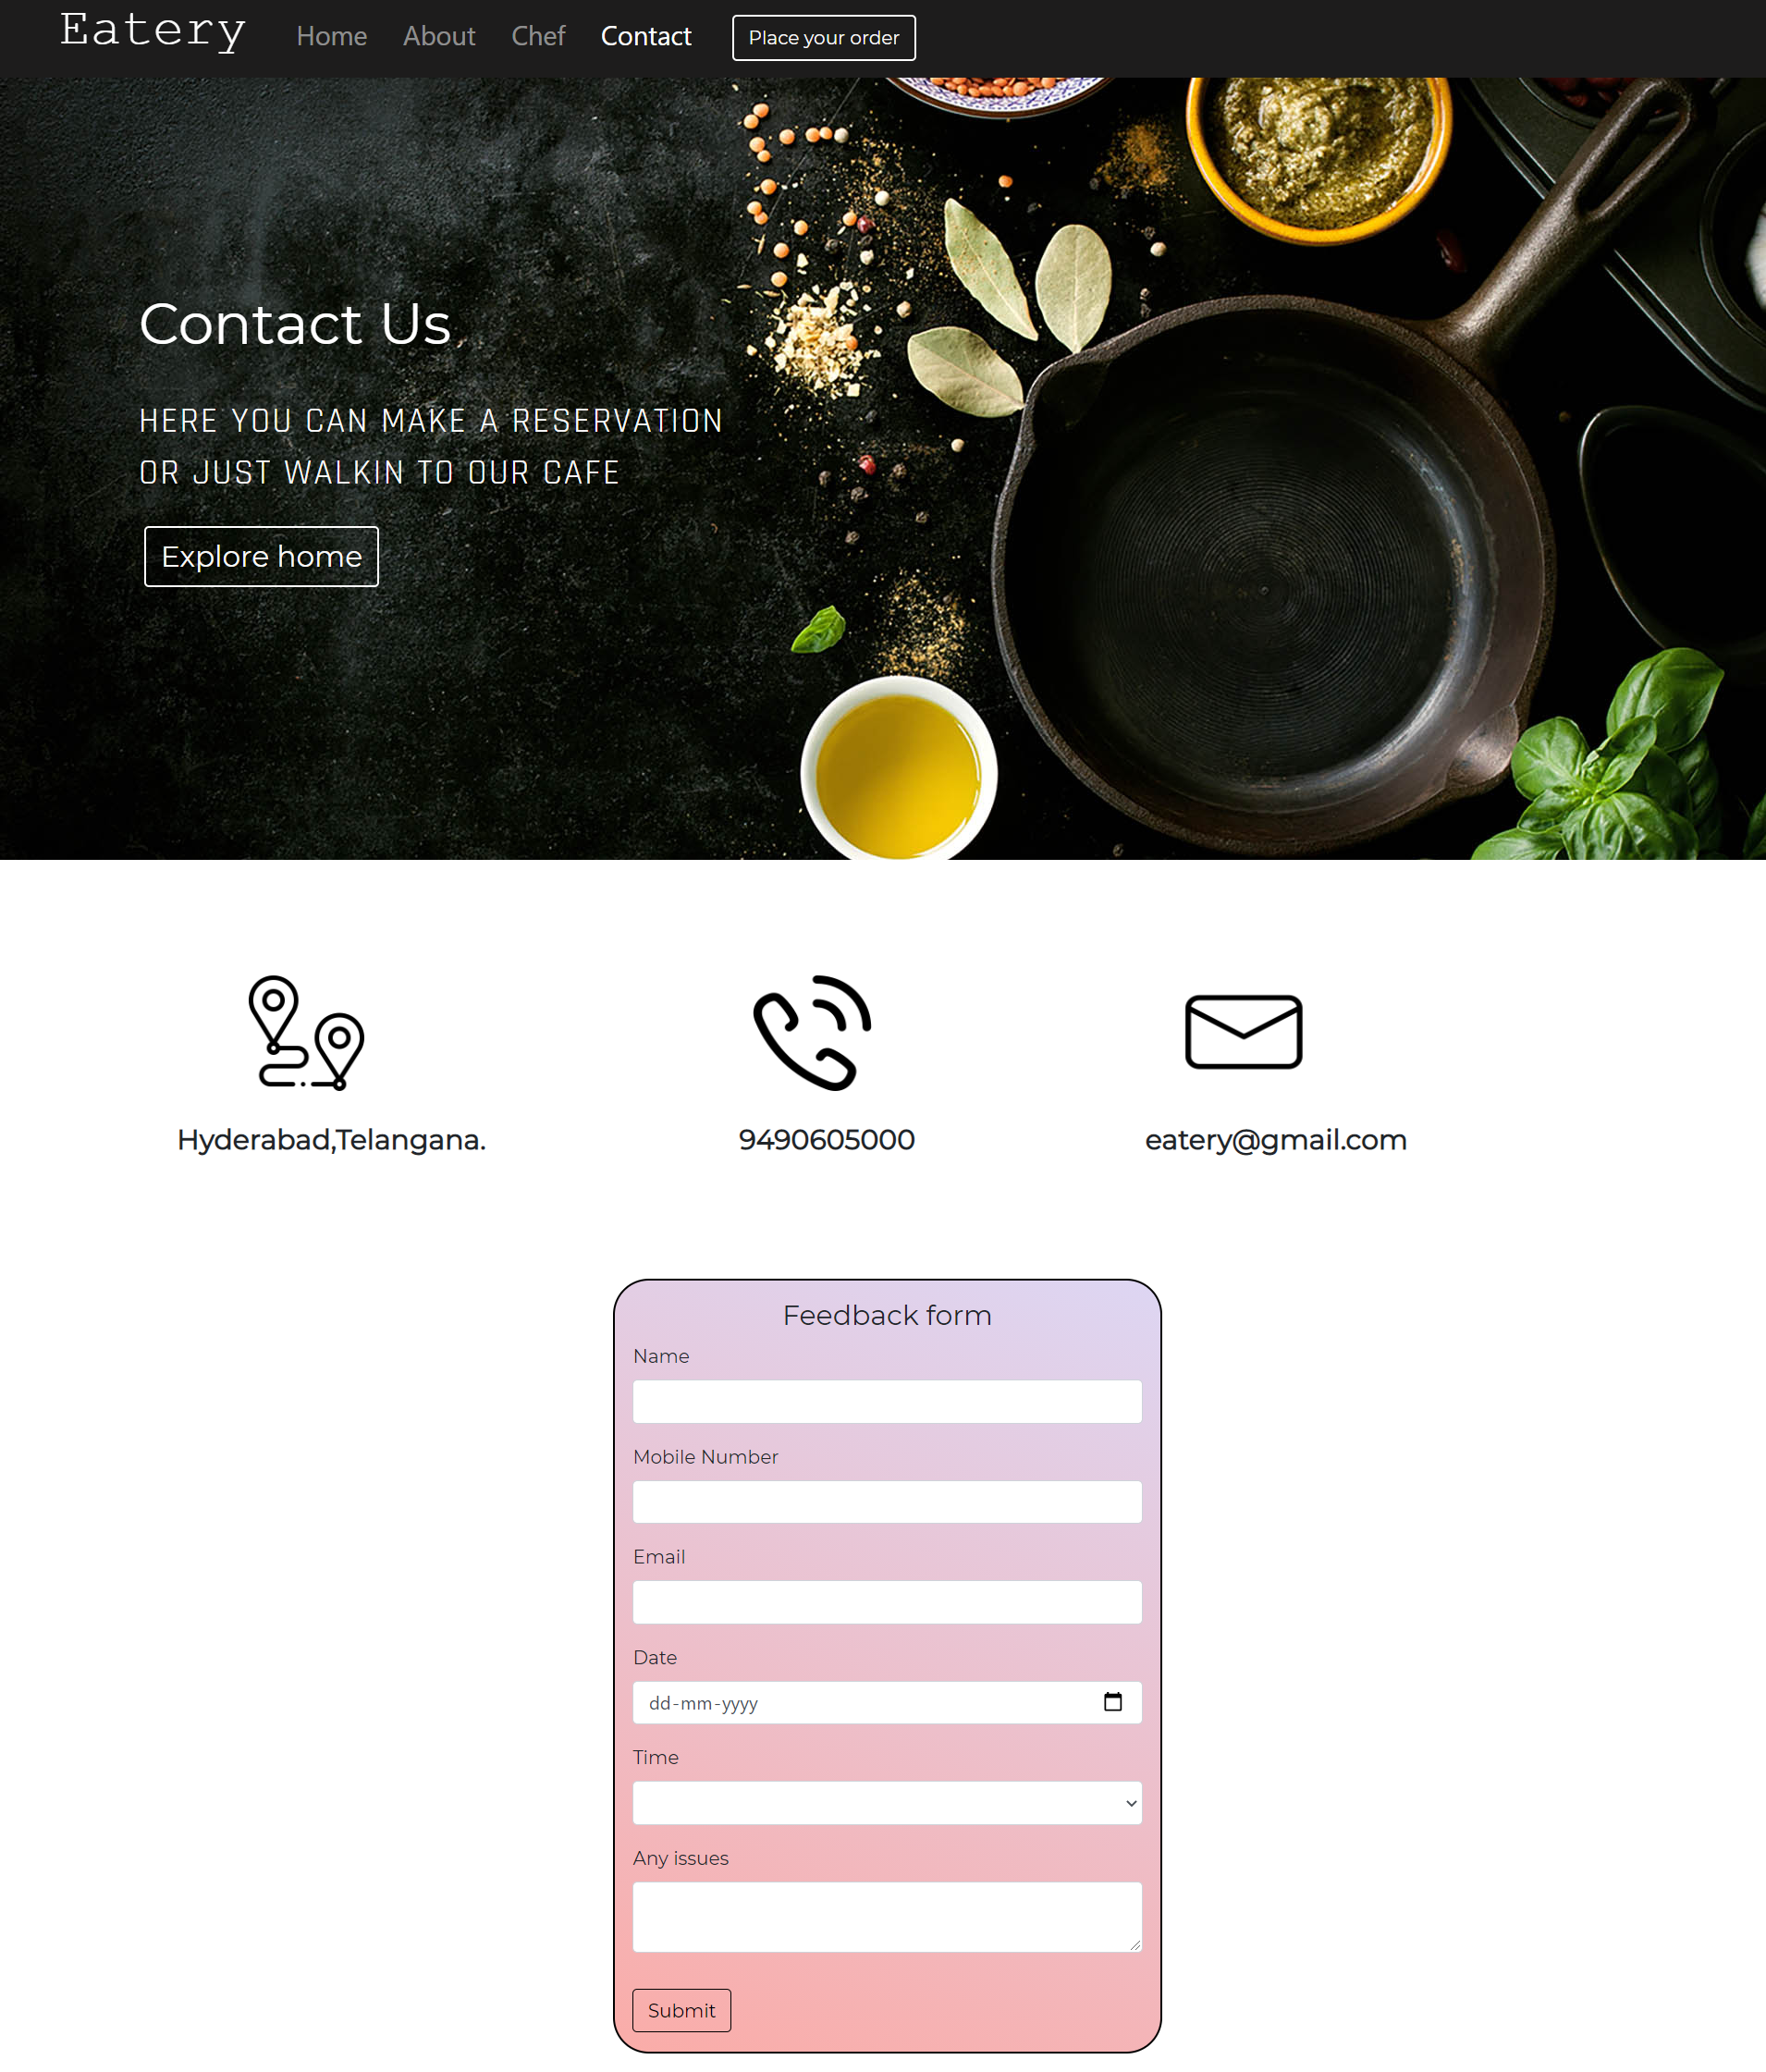 Eatery Home About Chef Contact Place your order
Contact Us
HERE YOU CAN MAKE A RESERVATION
OR JUST WALKIN TO OUR CAFE
Explore home
Hyderabad,Telangana. 9490605000 eatery@gmail.com
Feedback form
Name
Mobile Number
Email
Date
dd-mm-yyyy
Time
Any issues
Submit